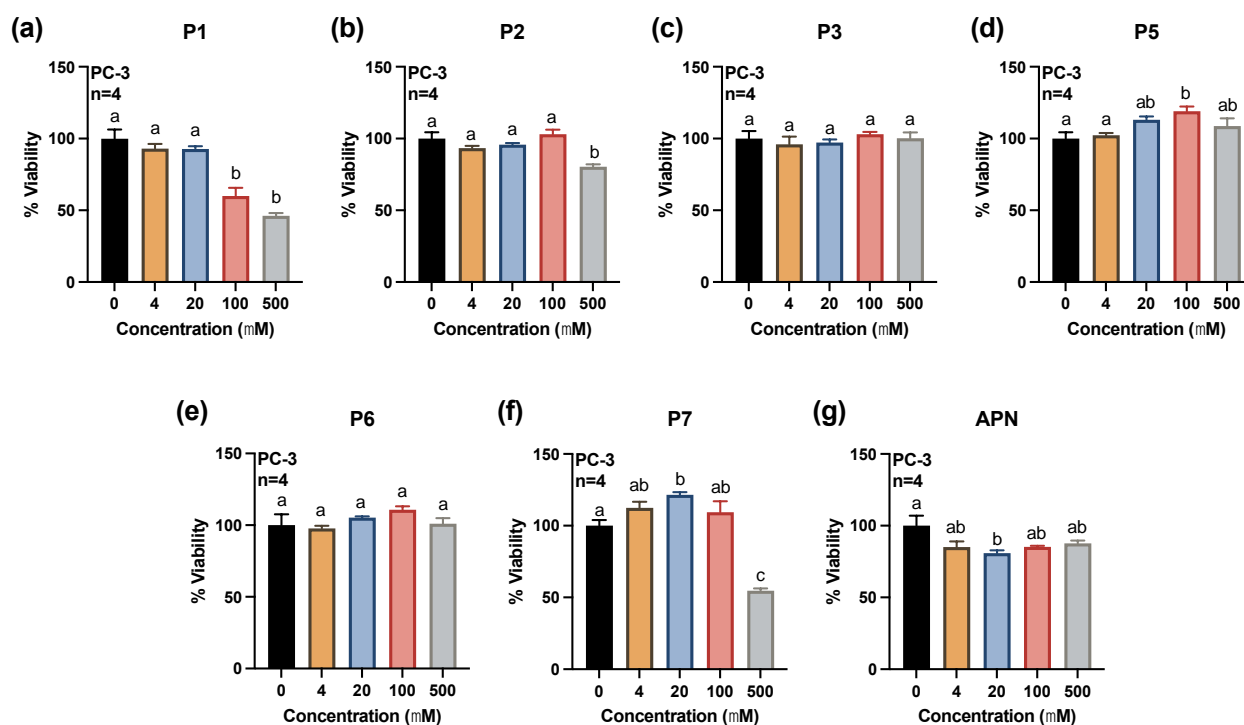 (a) P1
% Viability
150
100
50
0
PC-3
n=4
a a a b b
0 4 20 100 500
Concentration (mM)
(b) P2
% Viability
150
100
50
0
PC-3
n=4
a a a a b
0 4 20 100 500
Concentration (mM)
(c) P3
% Viability
150
100
50
0
PC-3
n=4
a a a a a
0 4 20 100 500
Concentration (mM)
(d) P5
% Viability
150
100
50
0
PC-3
n=4
a a ab b ab
0 4 20 100 500
Concentration (mM)
(e) P6
% Viability
150
100
50
0
PC-3
n=4
a a a a a
0 4 20 100 500
Concentration (mM)
(f) P7
% Viability
150
100
50
0
PC-3
n=4
a ab b ab c
0 4 20 100 500
Concentration (mM)
(g) APN
% Viability
150
100
50
0
PC-3
n=4
a ab b ab ab
0 4 20 100 500
Concentration (mM)